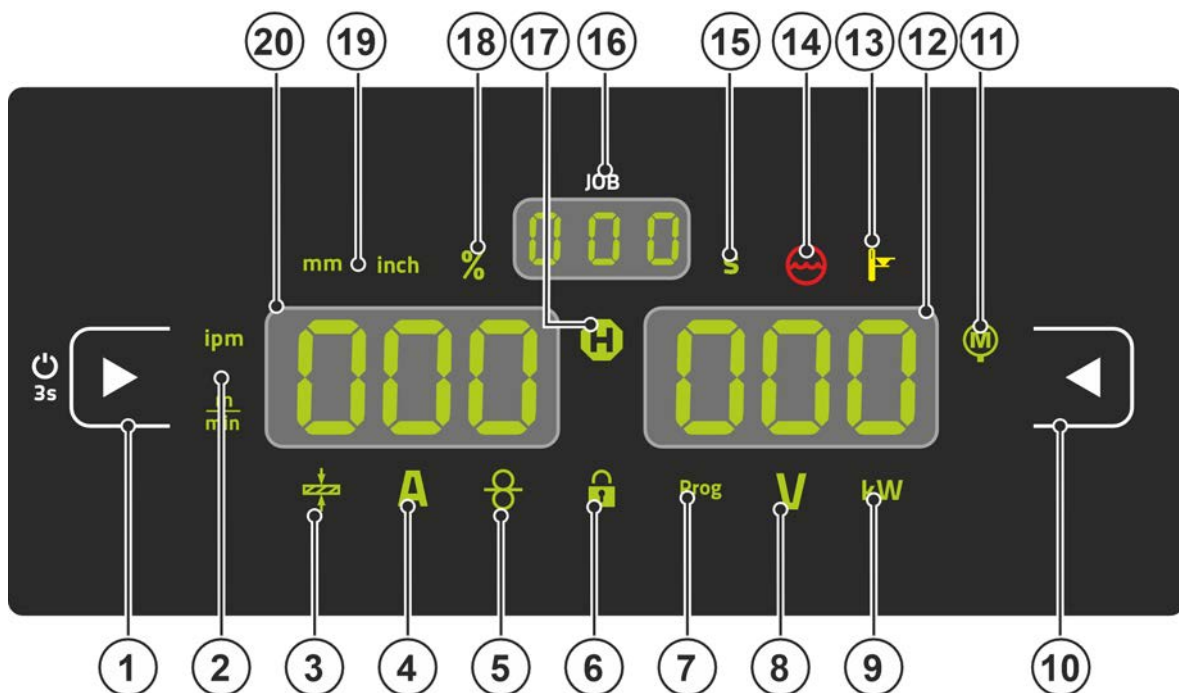 20 19 18 17 16 15 14 13 12 11
JOB
000
mm inch % s
ipm 000 H 000 M
3s
m
min
A Prog V kW
1 2 3 4 5 6 7 8 9 10